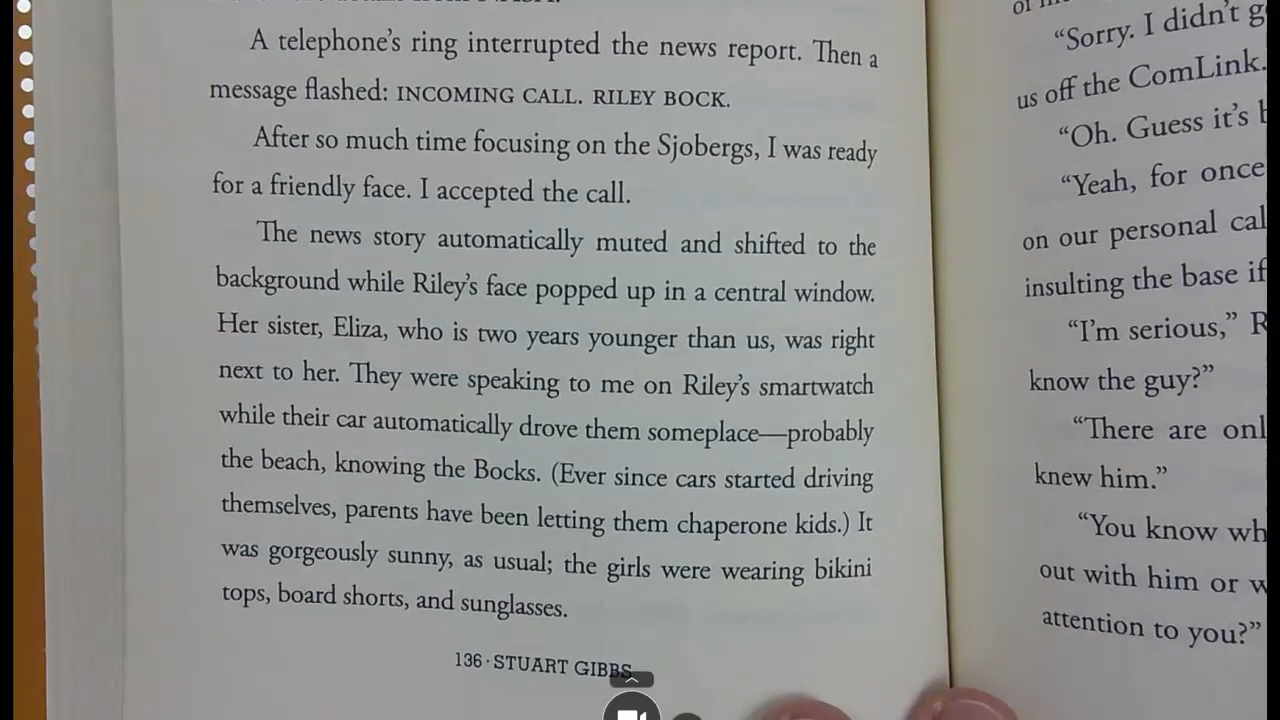 A telephone's ring interrupted the news report. Then a
message flashed: INCOMING CALL. RILEY BOCK.
After so much time focusing on the Sjobergs, I was ready
for a friendly face. I accepted the call.
The news story automatically muted and shifted to the
background while Riley's face popped up in a central window.
Her sister, Eliza, who is two years younger than us, was right
next to her. They were speaking to me on Riley's smartwatch
while their car automatically drove them someplace—probably
the beach, knowing the Bocks. (Ever since cars started driving
themselves, parents have been letting them chaperone kids.) It
was gorgeously sunny, as usual; the girls were wearing bikini
tops, board shorts, and sunglasses.
136 · STUART GIBBS
"Sorry. I didn't
us off the ComLink.
"Oh. Guess it's
"Yeah, for once
on our personal
insulting the base if
"I'm serious,"
know the guy?"
"There are
knew him."
"You know
out with him or
attention to you?"